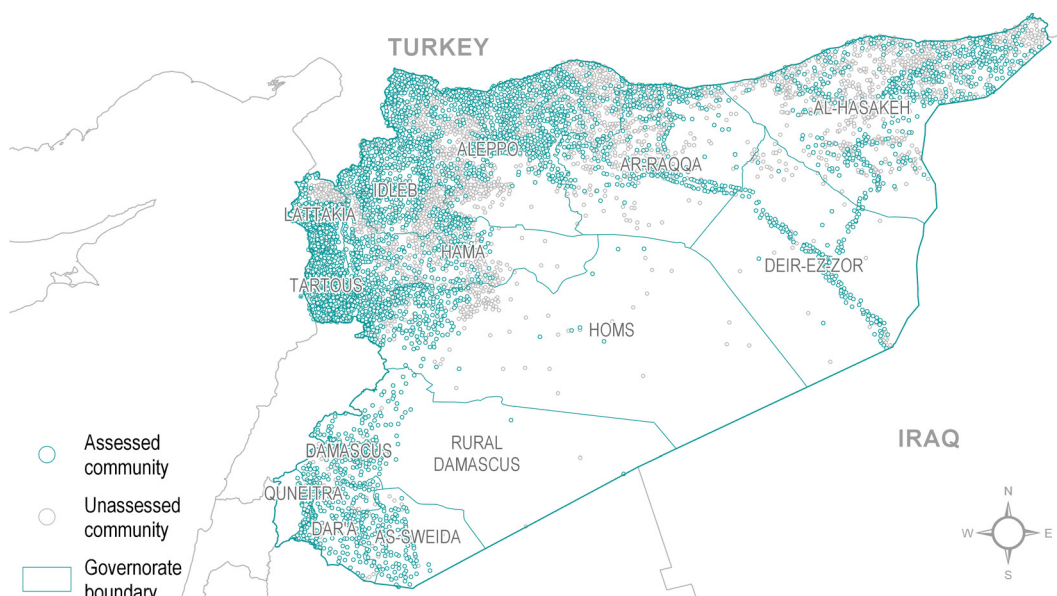 TURKEY
AL-HASAKEH
ALEPPO
AR-RAQQA
IDLEB
LATTAKIA
HAMA
DEIR-EZ-ZOR
TARTOUS
HOMS
IRAQ
Assessed
community
DAMASCUS
RURAL
DAMASCUS
QUNEITRA
Unassessed
community
DAR'A
AS-SWEIDA
N
W
E
S
Governorate
boundary